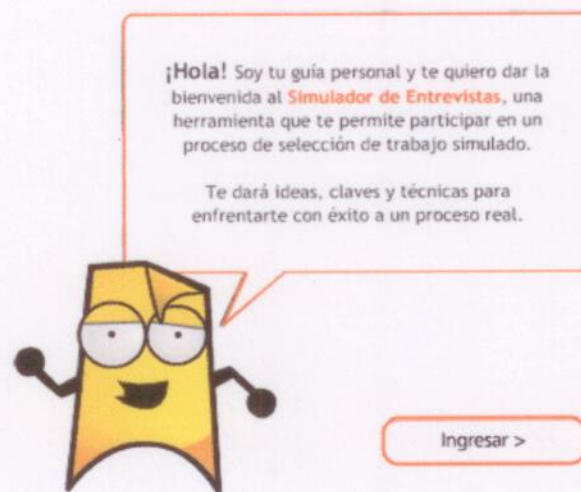 ¡Hola! Soy tu guía personal y te quiero dar la
bienvenida al Simulador de Entrevistas, una
herramienta que te permite participar en un
proceso de selección de trabajo simulado.
Te dará ideas, claves y técnicas para
enfrentarte con éxito a un proceso real.
Ingresar >